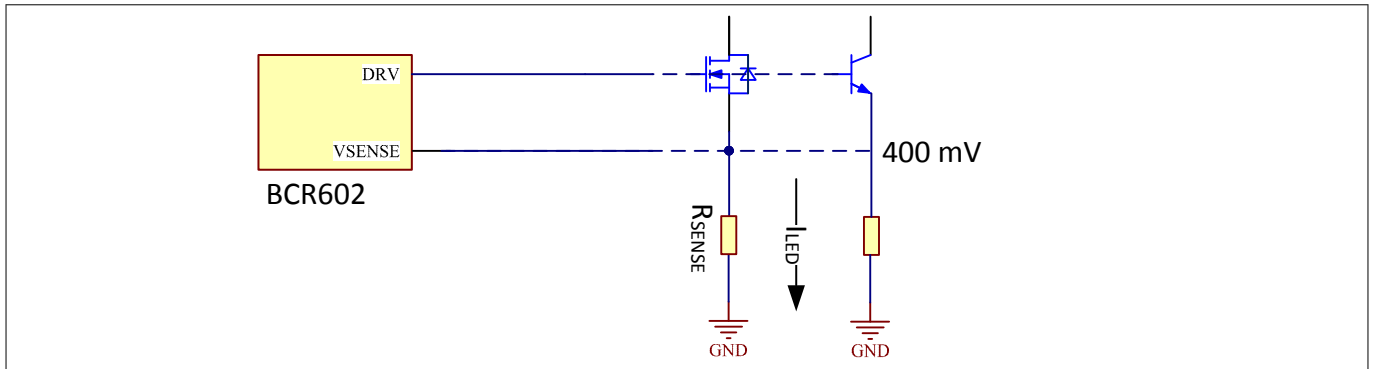 DRV
VSENSE
400 mV
BCR602
RSENSE
ILED
GND
GND